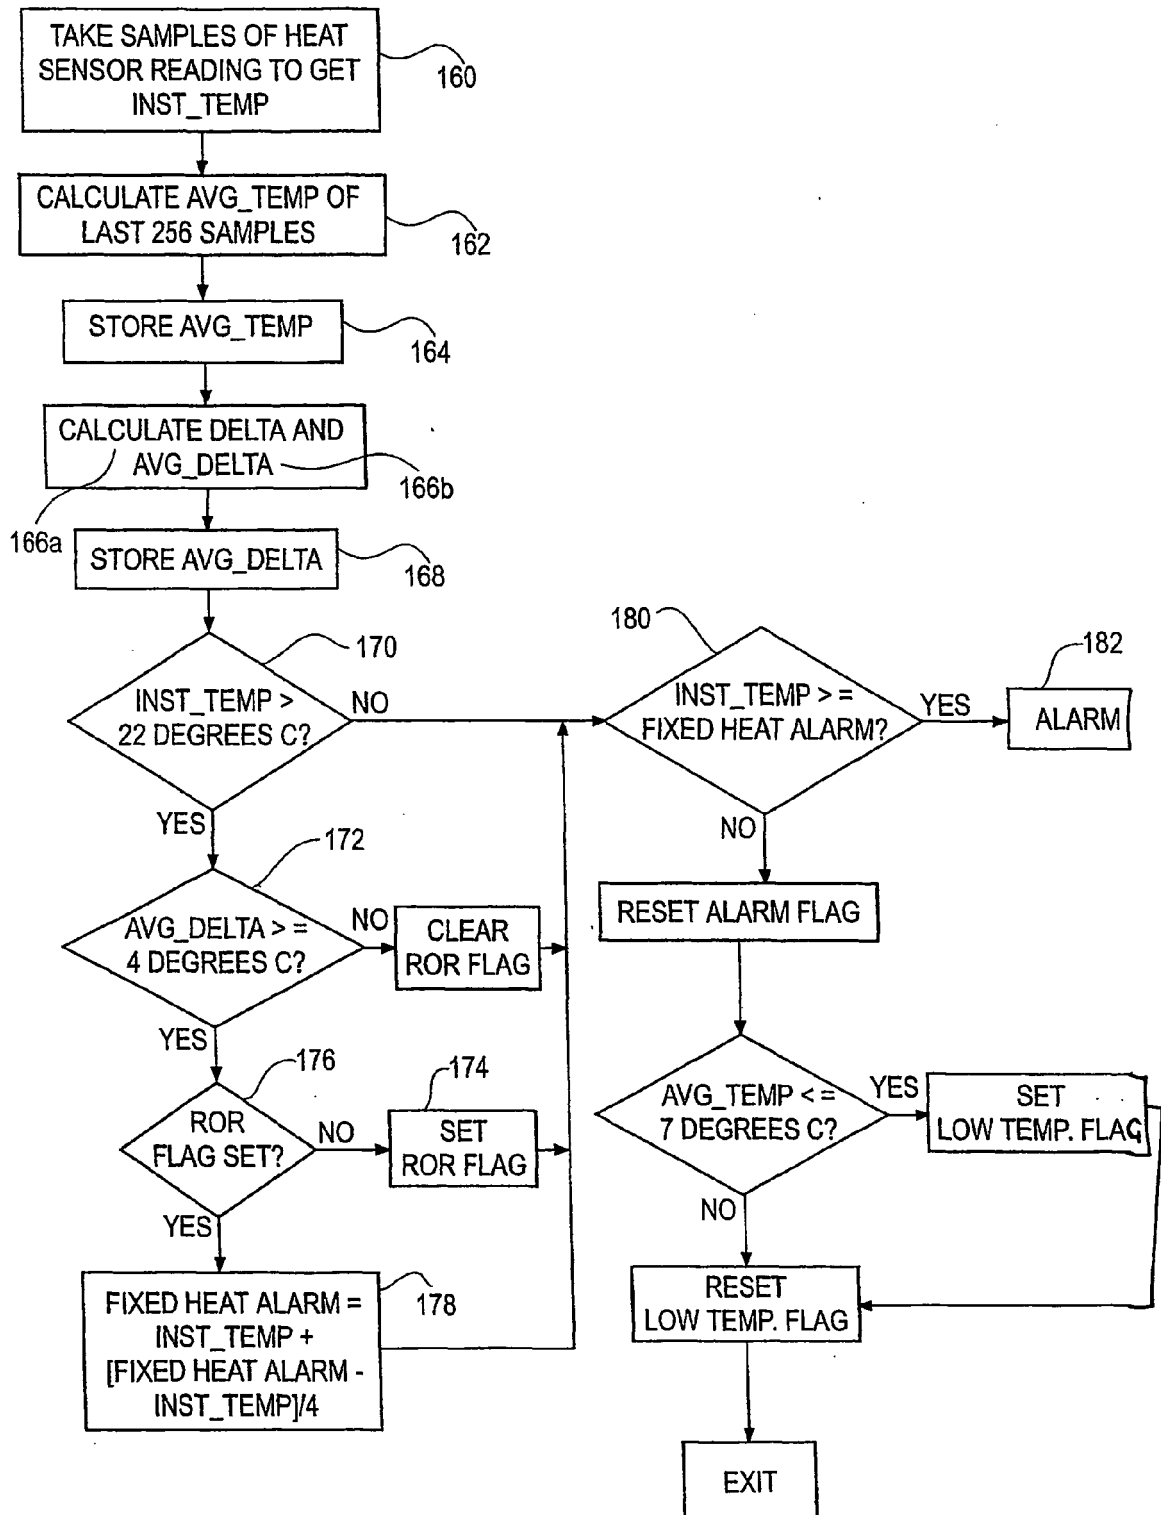 TAKE SAMPLES OF HEAT
SENSOR READING TO GET
INST_TEMP
160
CALCULATE AVG_TEMP OF
LAST 256 SAMPLES
162
STORE AVG_TEMP
164
CALCULATE DELTA AND
AVG_DELTA
166b
166a
STORE AVG_DELTA
168
170
INST_TEMP >
22 DEGREES C?
NO
YES
172
AVG_DELTA > =
4 DEGREES C?
NO
CLEAR
ROR FLAG
YES
176
ROR
FLAG SET?
NO
174
SET
ROR FLAG
YES
FIXED HEAT ALARM =
INST_TEMP +
[FIXED HEAT ALARM -
INST_TEMP]/4
178
180
INST_TEMP > =
FIXED HEAT ALARM?
YES
182
ALARM
NO
RESET ALARM FLAG
AVG_TEMP < =
7 DEGREES C?
YES
SET
LOW TEMP. FLAG
NO
RESET
LOW TEMP. FLAG
EXIT